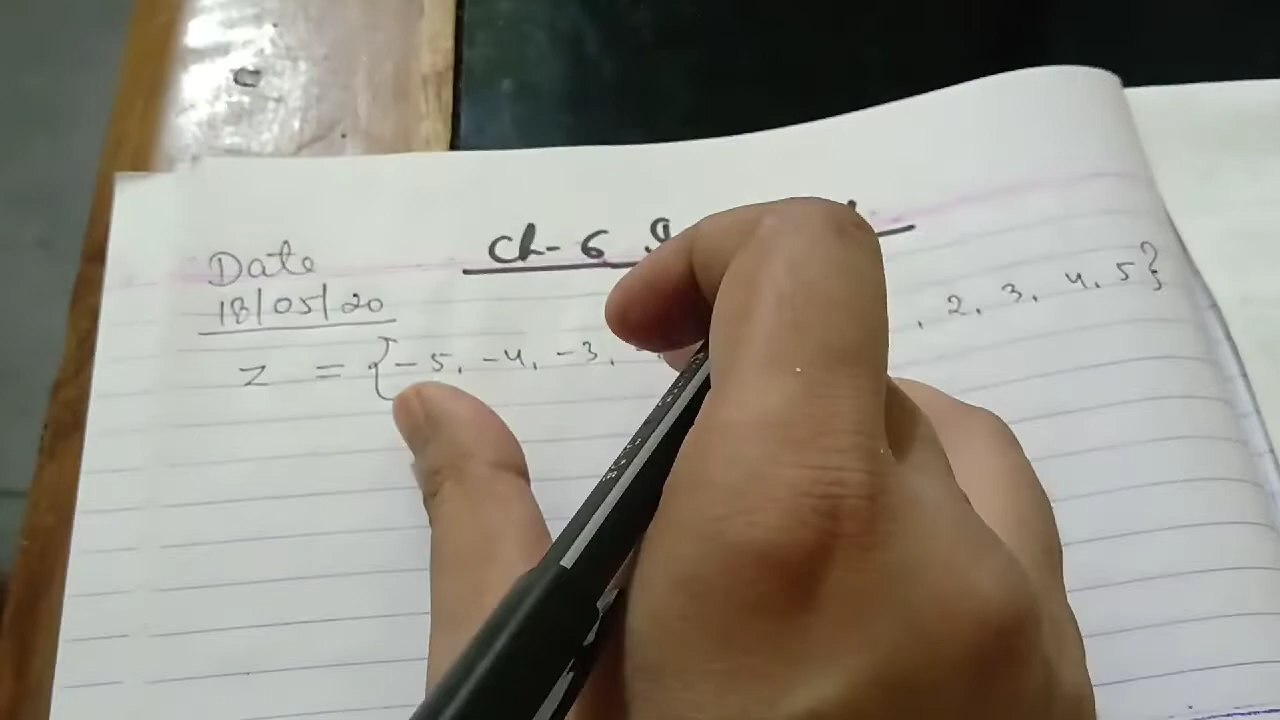 Ch- 6
Date
18/05/20
Z = {-5, -4, -3, , 2, 3, 4, 5}